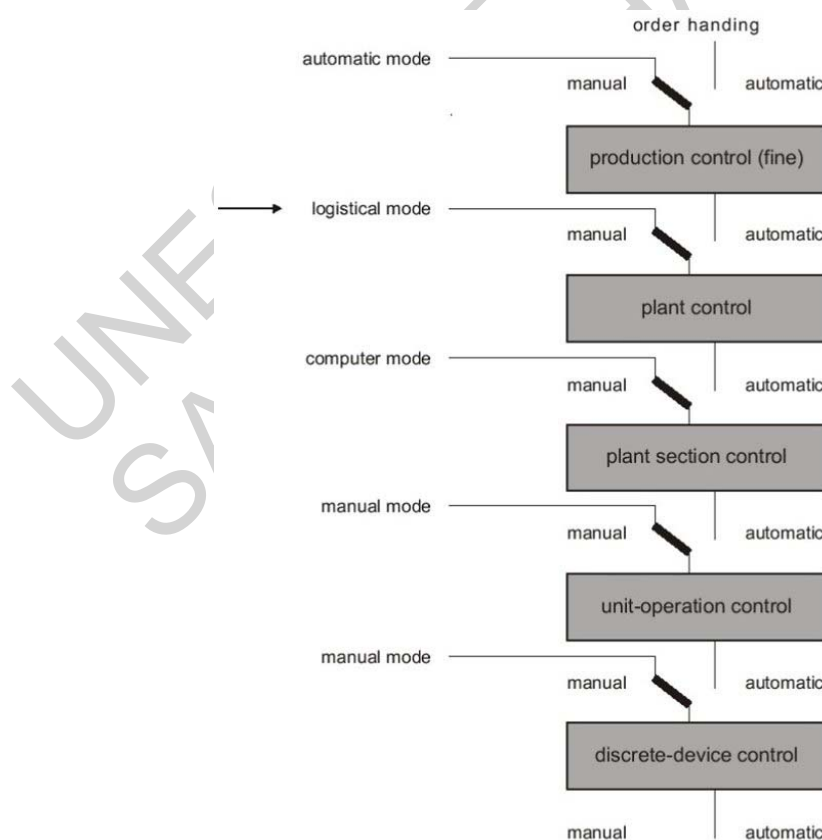 order handing
automatic mode
manual automatic
production control (fine)
logistical mode
manual automatic
plant control
computer mode
manual automatic
plant section control
manual mode
manual automatic
unit-operation control
manual mode
manual automatic
discrete-device control
manual automatic